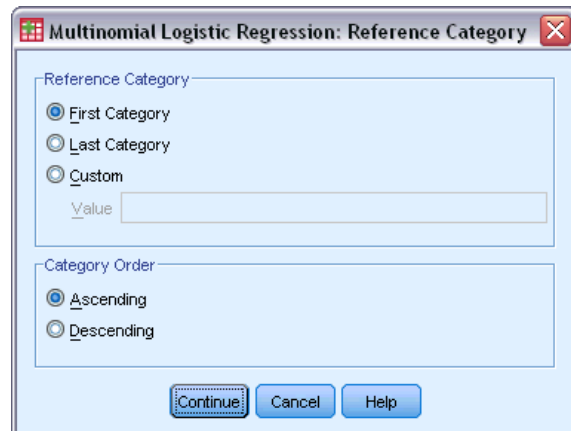 Multinomial Logistic Regression: Reference Category
Reference Category
First Category
Last Category
Custom
Value
Category Order
Ascending
Descending
Continue Cancel Help